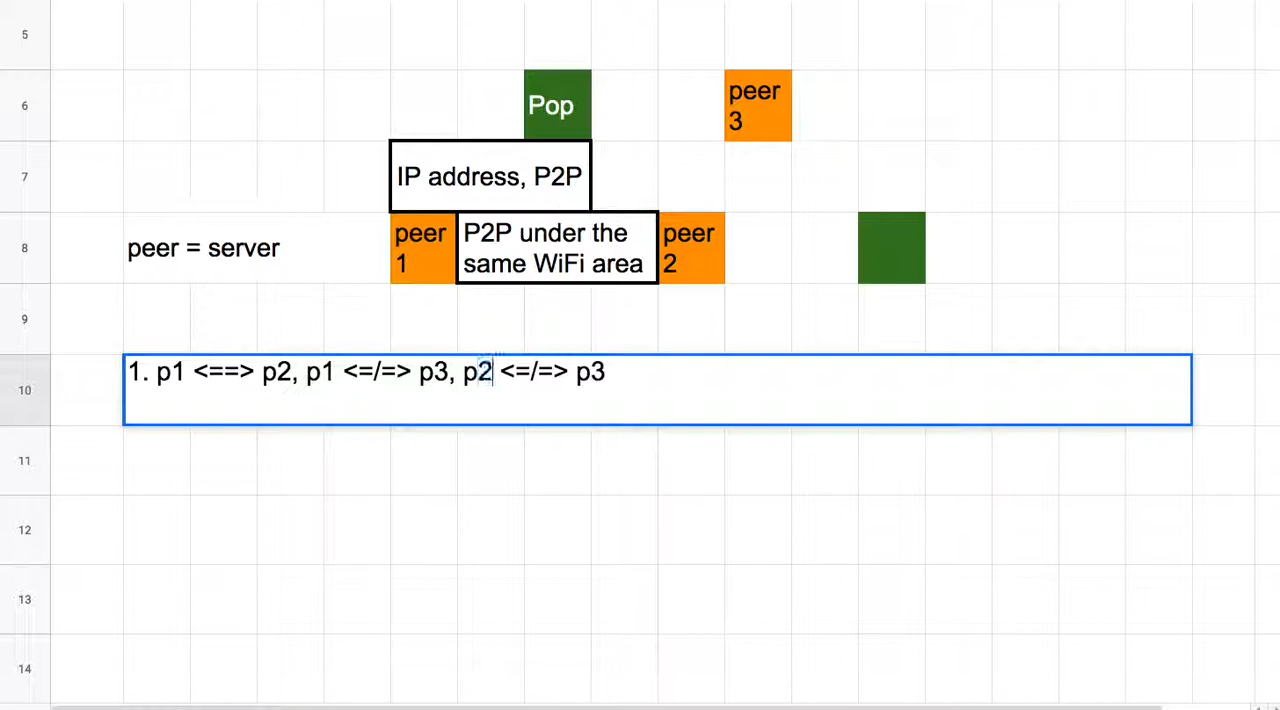 5
6
Pop
peer
3
7
IP address, P2P
8
peer = server
peer
1
P2P under the
same WiFi area
peer
2
9
10
1. p1 <==> p2, p1 <=/=> p3, p2 <=/=> p3
11
12
13
14